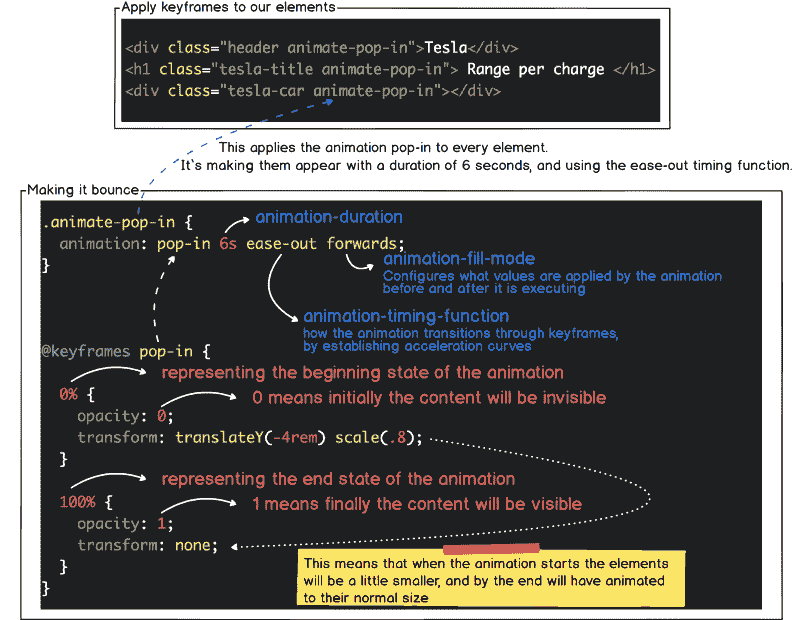 Apply keyframes to our elements
<div class="header animate-pop-in">Tesla</div>
<h1 class="tesla-title animate-pop-in"> Range per charge </h1>
<div class="tesla-car animate-pop-in"></div>
This applies the animation pop-in to every element.
It's making them appear with a duration of 6 seconds, and using the ease-out timing function.
Making it bounce
.animate-pop-in {
animation-duration
animation: pop-in 6s ease-out forwards;
}
animation-fill-mode
Configures what values are applied by the animation
before and after it is executing
animation-timing-function
how the animation transitions through keyframes,
by establishing acceleration curves
@keyframes pop-in {
representing the beginning state of the animation
0% {
0 means initially the content will be invisible
opacity: 0;
transform: translateY(-4rem) scale(.8);
}
representing the end state of the animation
100% {
1 means finally the content will be visible
opacity: 1;
transform: none;
}
}
This means that when the animation starts the elements
will be a little smaller, and by the end will have animated
to their normal size